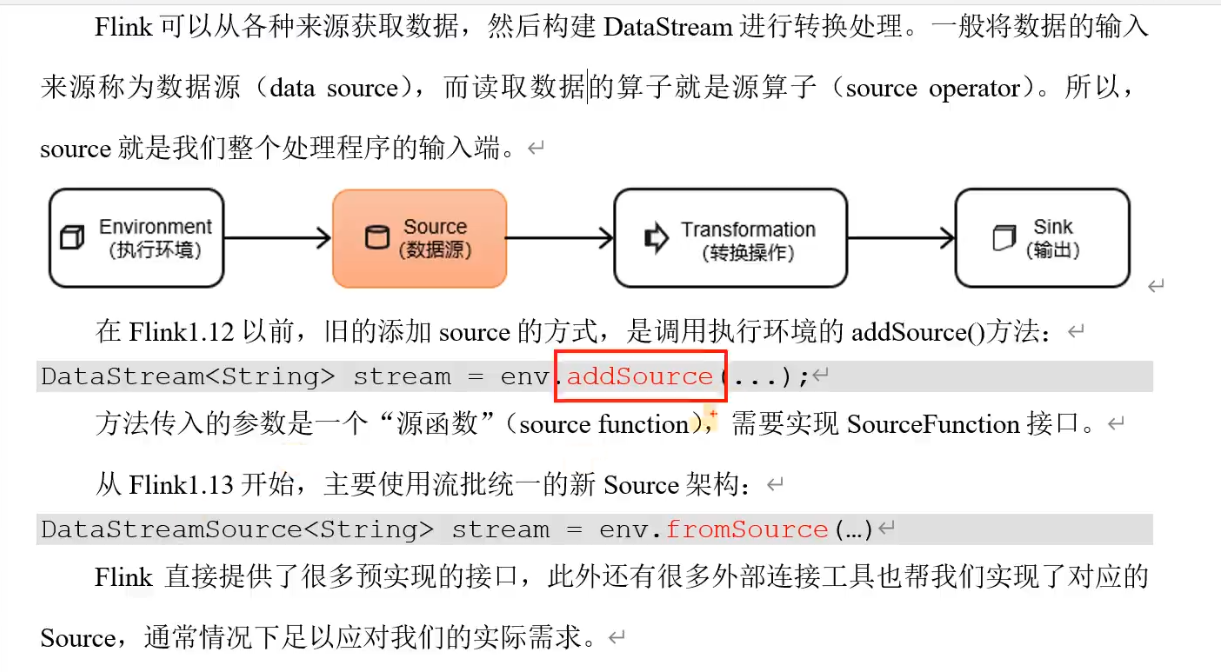 Flink 可以从各种来源获取数据，然后构建 DataStream 进行转换处理。一般将数据的输入
来源称为数据源（data source），而读取数据的算子就是源算子（source operator）。所以，
source 就是我们整个处理程序的输入端。
Environment
(执行环境)
Source
(数据源)
Transformation
(转换操作)
Sink
(输出)
在 Flink1.12 以前，旧的添加 source 的方式，是调用执行环境的 addSource()方法：
DataStream<String> stream = env.addSource(...);
方法传入的参数是一个“源函数”（source function），需要实现 SourceFunction 接口。
从 Flink1.13 开始，主要使用流批统一的新 Source 架构：
DataStreamSource<String> stream = env.fromSource(…)
Flink 直接提供了很多预实现的接口，此外还有很多外部连接工具也帮我们实现了对应的
Source，通常情况下足以应对我们的实际需求。